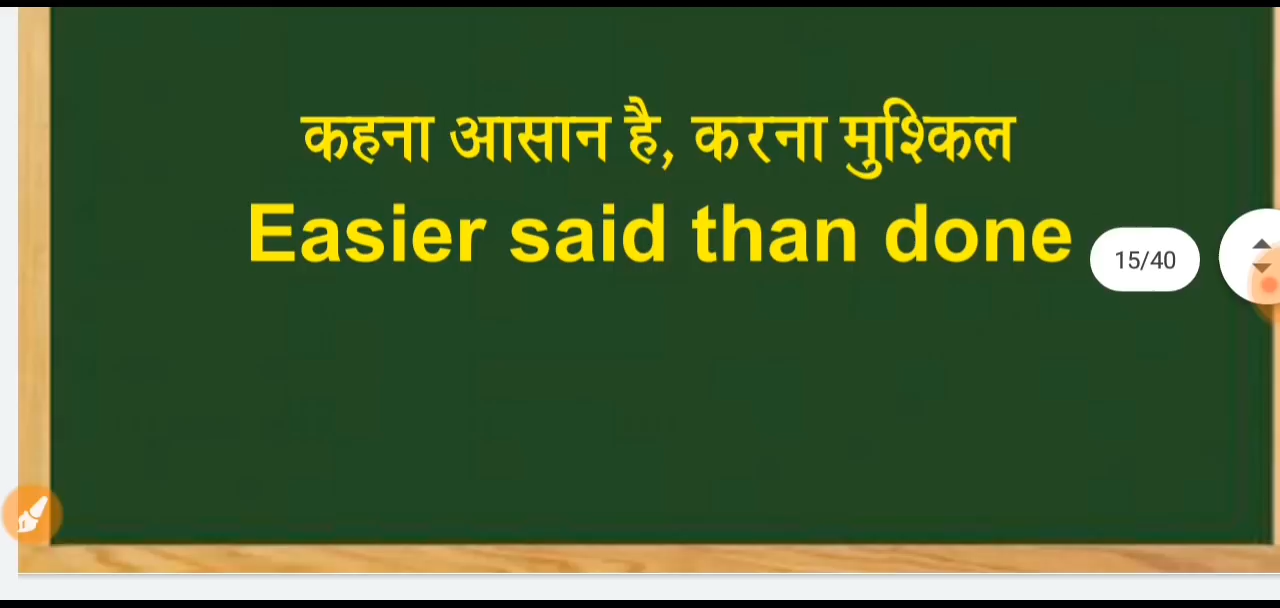 कहना आसान है, करना मुश्किल
Easier said than done
15/40